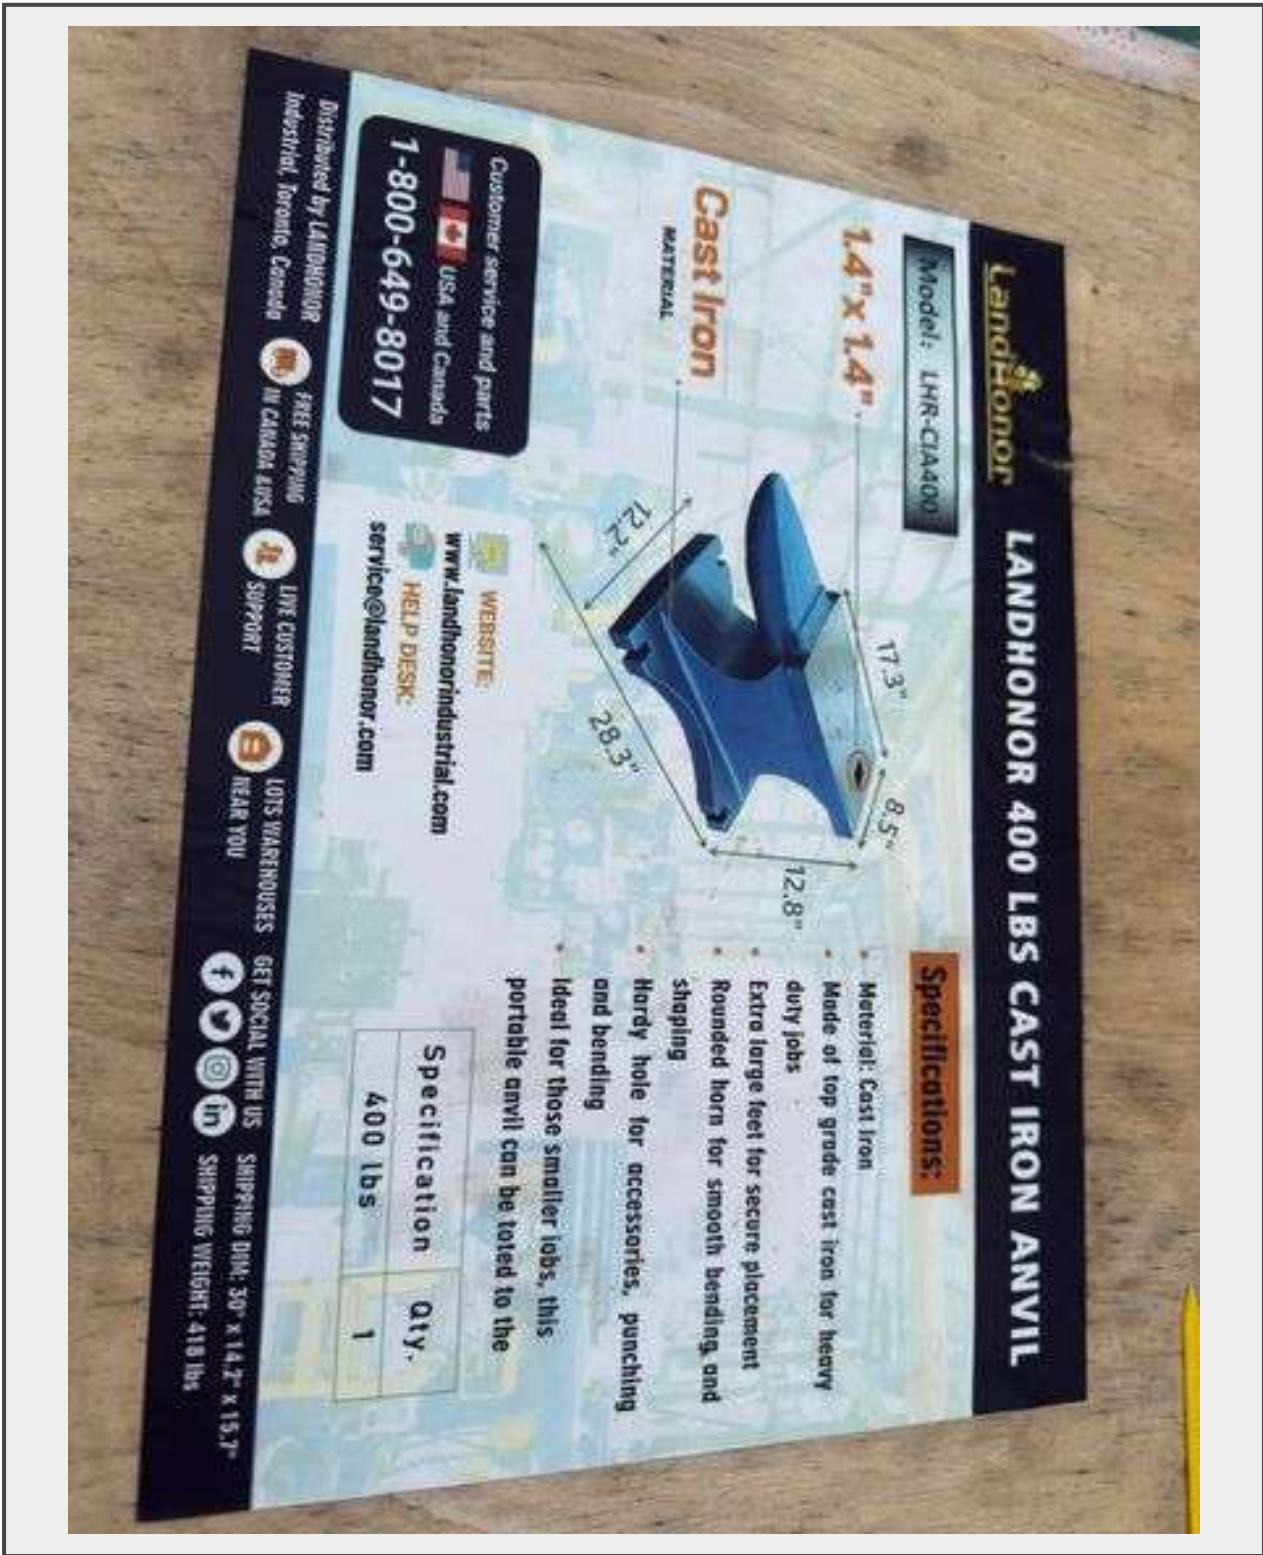 LandHonor
LANDHONOR 400 LBS CAST IRON ANVIL
Model: LHR-CIA400
1.4"x 1.4"
Cast Iron
MATERIAL
17.3"
8.5"
12.8"
12.2"
28.3"
Specifications:
• Material: Cast Iron
• Made of top grade cast iron for heavy
duty jobs
• Extra large feet for secure placement
• Rounded horn for smooth bending, and
shaping
• Hardy hole for accessories, punching
and bending
• Ideal for those smaller jobs, this
portable anvil can be toted to the
Specification Qty.
400 lbs 1
Customer service and parts
USA and Canada
1-800-649-8017
WEBSITE:
www.landhonorindustrial.com
HELP DESK:
service@landhonor.com
Distributed by LANDHONOR
Industrial, Toronto, Canada
FREE SHIPPING
IN CANADA & USA
LIVE CUSTOMER
SUPPORT
LOTS WAREHOUSES
NEAR YOU
GET SOCIAL WITH US
SHIPPING DIM: 30" x 14.2" x 15.7"
SHIPPING WEIGHT: 418 lbs